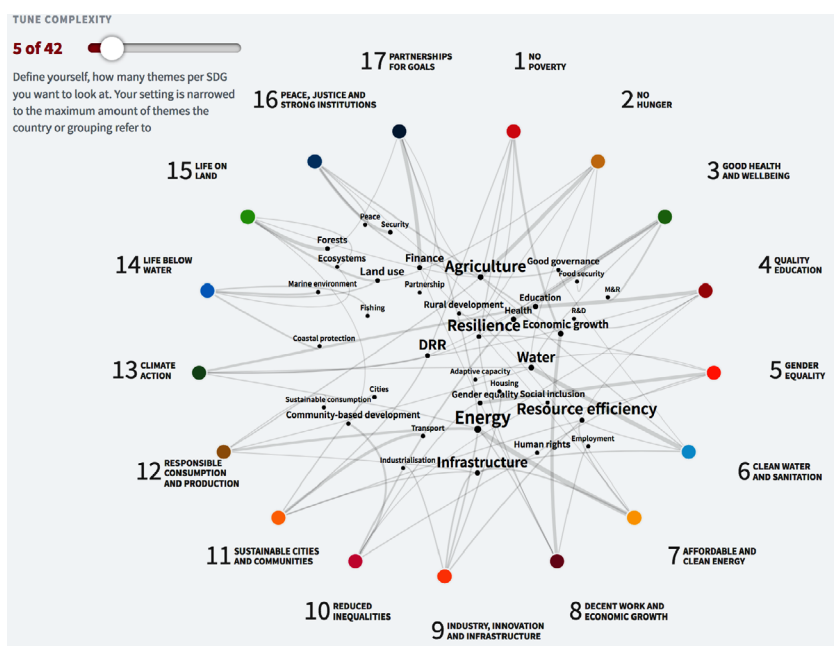 TUNE COMPLEXITY
5 of 42
Define yourself, how many themes per SDG
you want to look at. Your setting is narrowed
to the maximum amount of themes the
country or grouping refer to
17 PARTNERSHIPS
FOR GOALS
1 NO
POVERTY
16 PEACE, JUSTICE AND
STRONG INSTITUTIONS
2 NO
HUNGER
15 LIFE ON
LAND
3 GOOD HEALTH
AND WELLBEING
14 LIFE BELOW
WATER
4 QUALITY
EDUCATION
13 CLIMATE
ACTION
5 GENDER
EQUALITY
12 RESPONSIBLE
CONSUMPTION
AND PRODUCTION
6 CLEAN WATER
AND SANITATION
11 SUSTAINABLE CITIES
AND COMMUNITIES
7 AFFORDABLE AND
CLEAN ENERGY
10 REDUCED
INEQUALITIES
9 INDUSTRY, INNOVATION
AND INFRASTRUCTURE
8 DECENT WORK AND
ECONOMIC GROWTH
Peace
Security
Forests
Ecosystems
Finance
Land use
Agriculture
Good governance
Food security
Marine environment
Partnership
M&R
Education
Fishing
Rural development
Health
R&D
Resilience
Economic growth
Coastal protection
DRR
Water
Adaptive capacity
Housing
Cities
Gender equality
Social inclusion
Sustainable consumption
Community-based development
Energy
Resource efficiency
Transport
Human rights
Employment
Industrialisation
Infrastructure